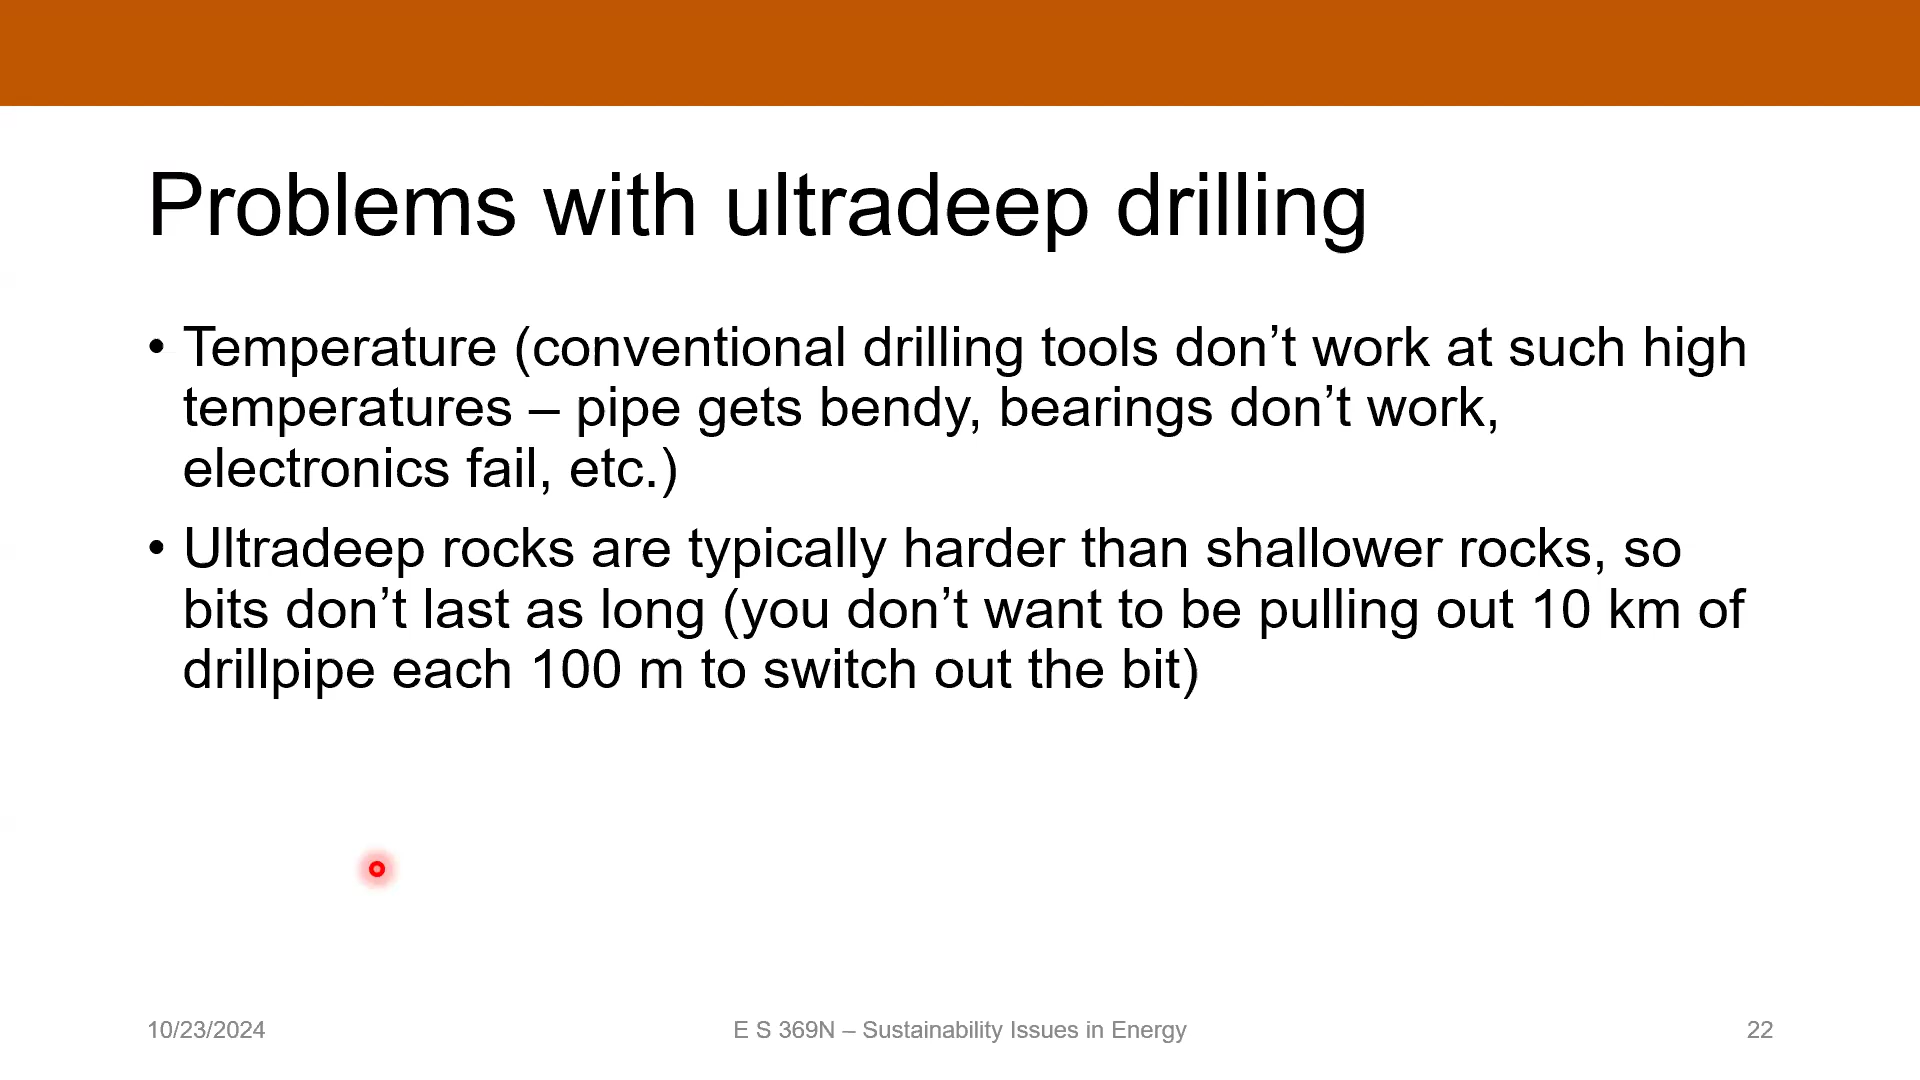 Problems with ultradeep drilling
• Temperature (conventional drilling tools don’t work at such high
temperatures – pipe gets bendy, bearings don’t work,
electronics fail, etc.)
• Ultradeep rocks are typically harder than shallower rocks, so
bits don’t last as long (you don’t want to be pulling out 10 km of
drillpipe each 100 m to switch out the bit)
10/23/2024
E S 369N – Sustainability Issues in Energy
22